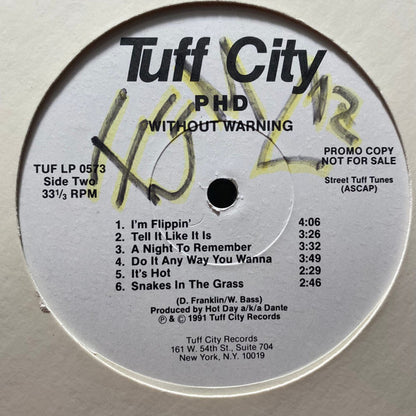 Tuff City
PHD
WITHOUT WARNING
TUF LP 0573
Side Two
33 1/3 RPM
PROMO COPY
NOT FOR SALE
Street Tuff Tunes
(ASCAP)
1. I'm Flippin' 4:06
2. Tell It Like It Is 3:26
3. A Night To Remember 3:32
4. Do It Any Way You Wanna 3:49
5. It's Hot 2:29
6. Snakes In The Grass 2:46
(D. Franklin/W. Bass)
Produced by Hot Day a/k/a Dante
℗ & © 1991 Tuff City Records
Tuff City Records
161 W. 54th St., Suite 704
New York, N.Y. 10019